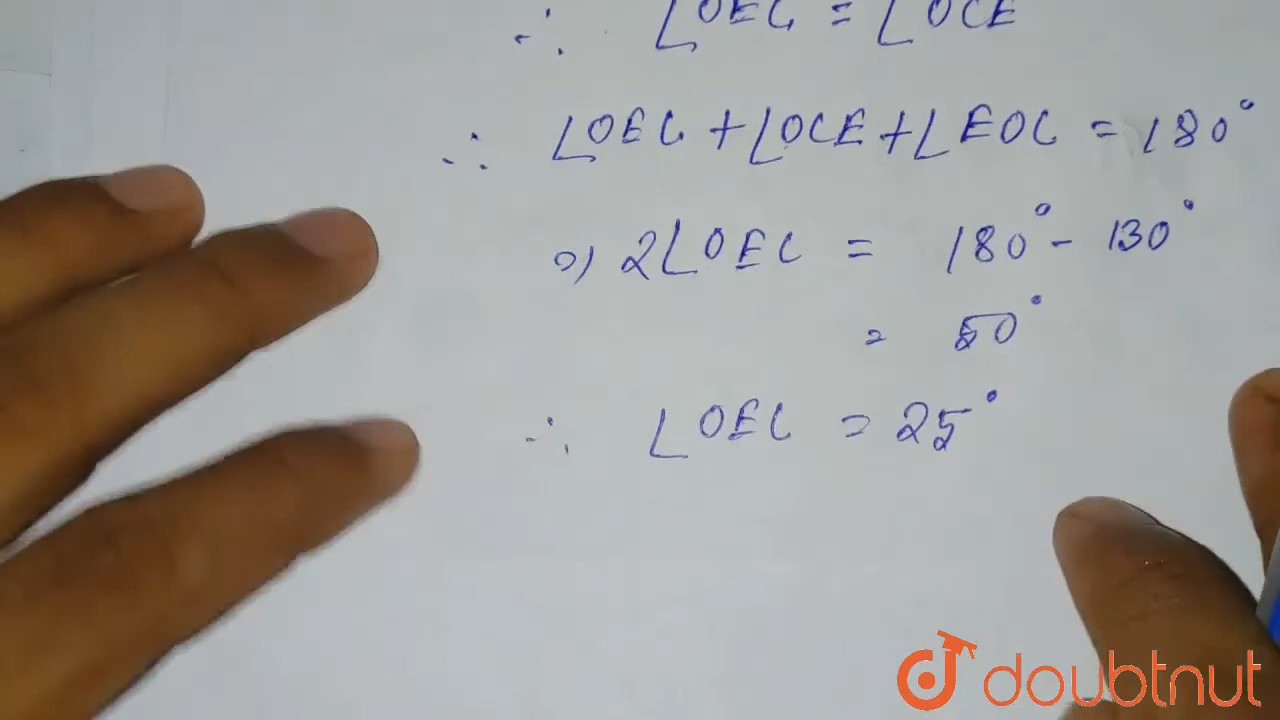 ∴ ∠OEC = ∠OCE
∴ ∠OEC + ∠OCE + ∠EOC = 180°
⇒ 2∠OEC = 180° - 130°
= 50°
∴ ∠OEC = 25°
doubtnut